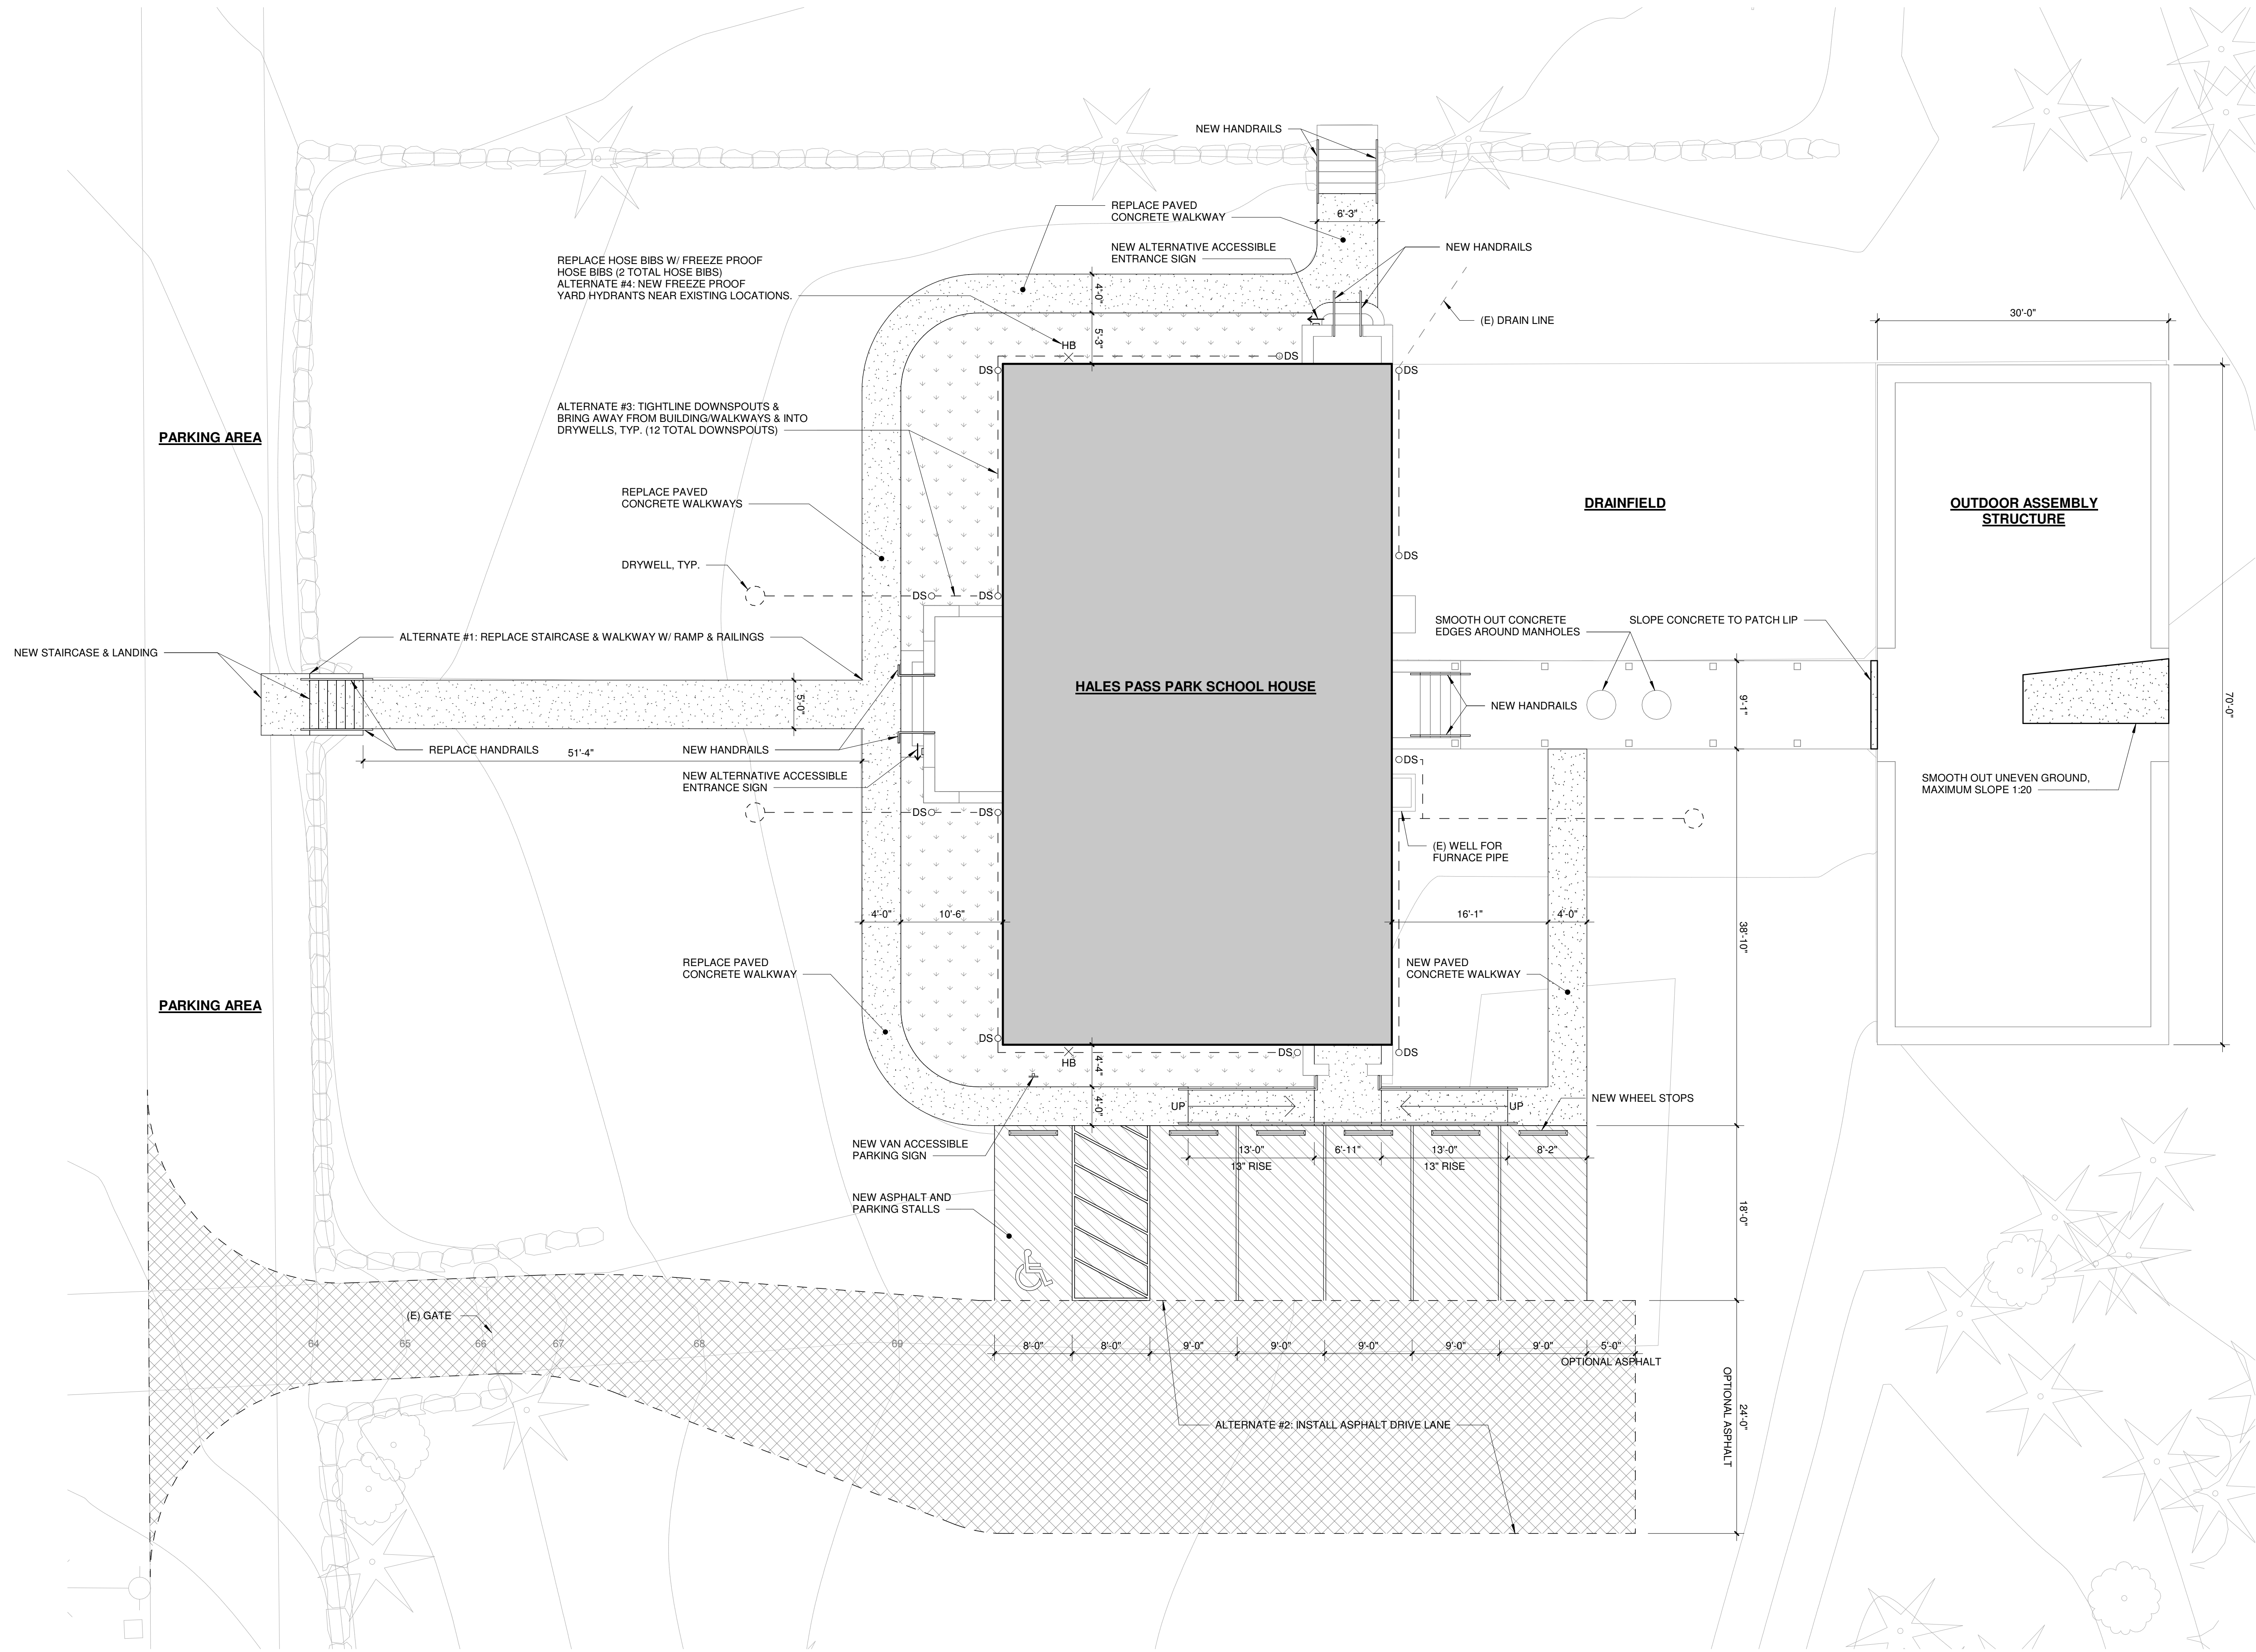 NEW HANDRAILS
REPLACE PAVED
CONCRETE WALKWAY
6'-3"
NEW ALTERNATIVE ACCESSIBLE
ENTRANCE SIGN
NEW HANDRAILS
REPLACE HOSE BIBS W/ FREEZE PROOF
HOSE BIBS (2 TOTAL HOSE BIBS)
ALTERNATE #4: NEW FREEZE PROOF
YARD HYDRANTS NEAR EXISTING LOCATIONS.
4'-0"
5'-3"
(E) DRAIN LINE
30'-0"
HB
DS
DS
DS
ALTERNATE #3: TIGHTLINE DOWNSPOUTS &
BRING AWAY FROM BUILDING/WALKWAYS & INTO
DRYWELLS, TYP. (12 TOTAL DOWNSPOUTS)
PARKING AREA
REPLACE PAVED
CONCRETE WALKWAYS
DRAINFIELD
OUTDOOR ASSEMBLY
STRUCTURE
DS
DRYWELL, TYP.
DS
DS
ALTERNATE #1: REPLACE STAIRCASE & WALKWAY W/ RAMP & RAILINGS
NEW STAIRCASE & LANDING
SMOOTH OUT CONCRETE
EDGES AROUND MANHOLES
SLOPE CONCRETE TO PATCH LIP
HALES PASS PARK SCHOOL HOUSE
5'-0"
NEW HANDRAILS
9'-1"
70'-0"
REPLACE HANDRAILS
51'-4"
NEW HANDRAILS
NEW ALTERNATIVE ACCESSIBLE
ENTRANCE SIGN
DS
SMOOTH OUT UNEVEN GROUND,
MAXIMUM SLOPE 1:20
DS
DS
(E) WELL FOR
FURNACE PIPE
4'-0"
10'-6"
16'-1"
4'-0"
38'-10"
REPLACE PAVED
CONCRETE WALKWAY
NEW PAVED
CONCRETE WALKWAY
PARKING AREA
DS
HB
4'-4"
DS
DS
4'-0"
UP
UP
NEW WHEEL STOPS
NEW VAN ACCESSIBLE
PARKING SIGN
13'-0"
13" RISE
6'-11"
13'-0"
13" RISE
8'-2"
NEW ASPHALT AND
PARKING STALLS
18'-0"
(E) GATE
64
65
66
67
68
69
8'-0"
8'-0"
9'-0"
9'-0"
9'-0"
9'-0"
9'-0"
5'-0"
OPTIONAL ASPHALT
ALTERNATE #2: INSTALL ASPHALT DRIVE LANE
24'-0"
OPTIONAL ASPHALT